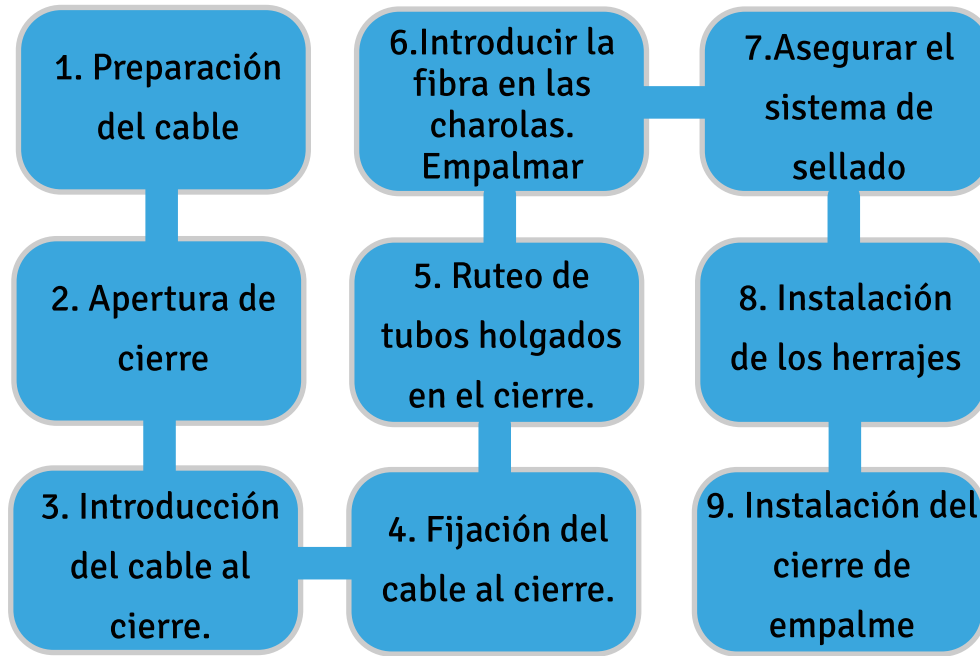 1. Preparación
del cable
2. Apertura de
cierre
3. Introducción
del cable al
cierre.
4. Fijación del
cable al cierre.
5. Ruteo de
tubos holgados
en el cierre.
6.Introducir la
fibra en las
charolas.
Empalmar
7.Asegurar el
sistema de
sellado
8. Instalación
de los herrajes
9. Instalación del
cierre de
empalme